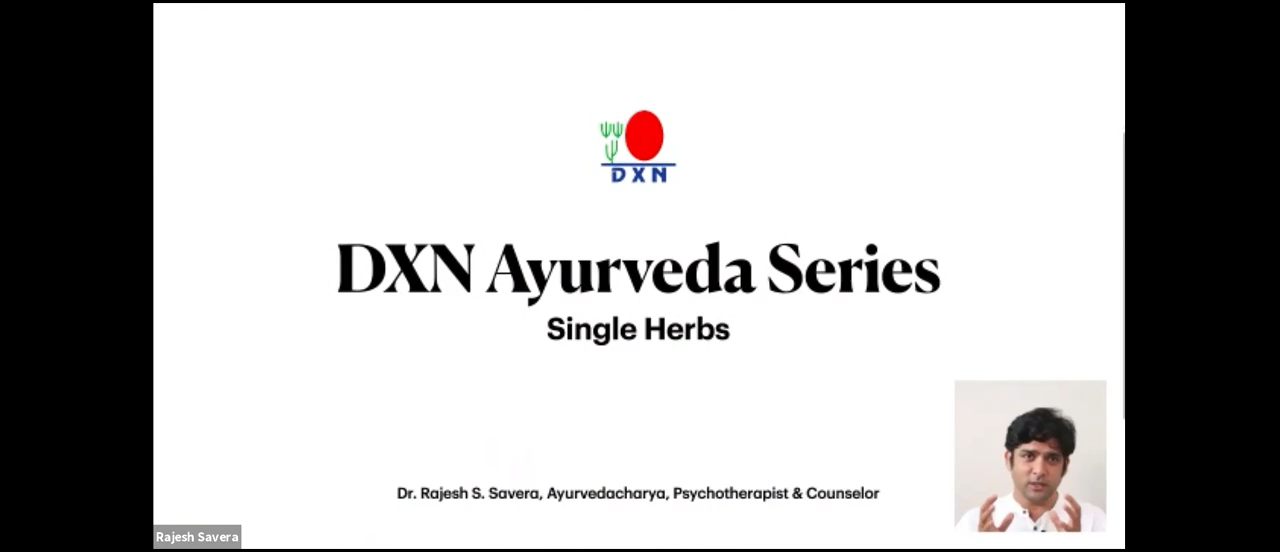 DXN
DXN Ayurveda Series
Single Herbs
Dr. Rajesh S. Savera, Ayurvedacharya, Psychotherapist & Counselor
Rajesh Savera